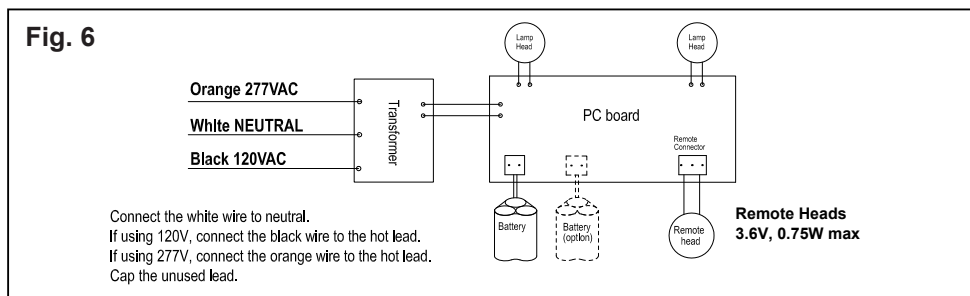 Fig. 6
Lamp
Head
Lamp
Head
Orange 277VAC
White NEUTRAL
Black 120VAC
Transformer
PC board
Remote
Connector
Battery
Battery
(option)
Remote
head
Remote Heads
3.6V, 0.75W max
Connect the white wire to neutral.
If using 120V, connect the black wire to the hot lead.
If using 277V, connect the orange wire to the hot lead.
Cap the unused lead.